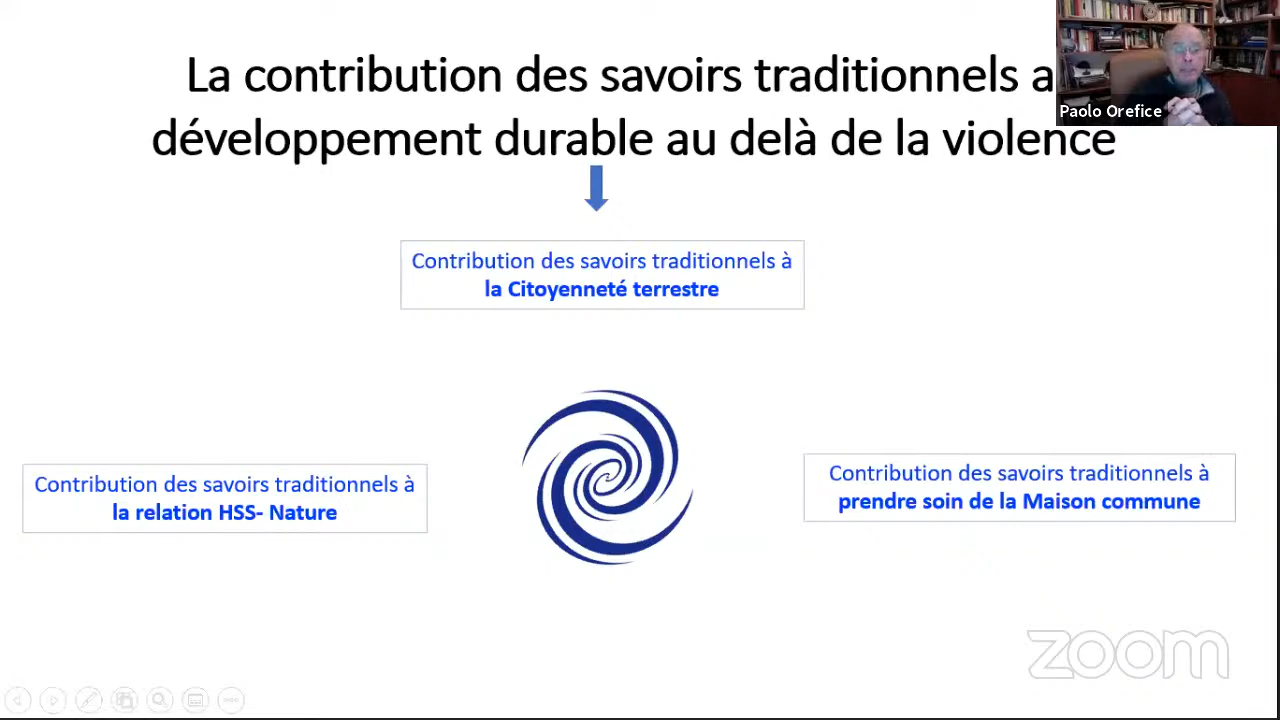 La contribution des savoirs traditionnels a
développement durable au delà de la violence
Paolo Orefice
Contribution des savoirs traditionnels à
la Citoyenneté terrestre
Contribution des savoirs traditionnels à
la relation HSS- Nature
Contribution des savoirs traditionnels à
prendre soin de la Maison commune
zoom